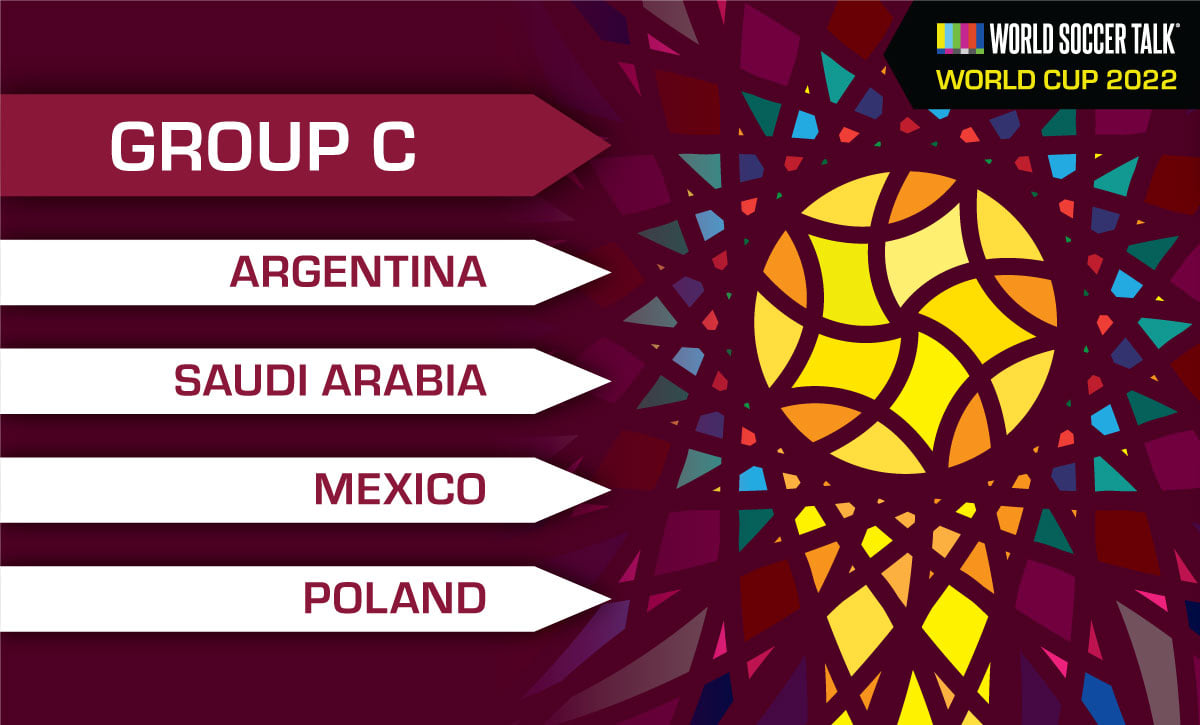 WORLD SOCCER TALK
WORLD CUP 2022
GROUP C
ARGENTINA
SAUDI ARABIA
MEXICO
POLAND